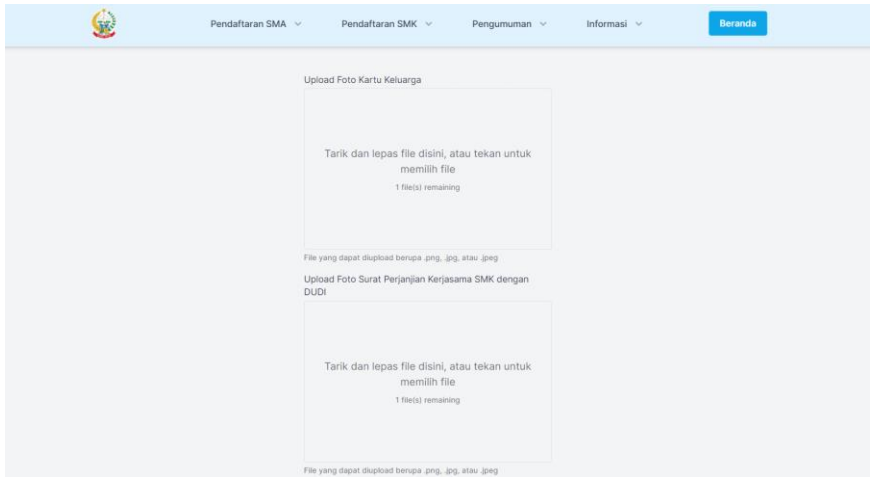 Pendaftaran SMA
Pendaftaran SMK
Pengumuman
Informasi
Beranda
Upload Foto Kartu Keluarga
Tarik dan lepas file disini, atau tekan untuk
memilih file
1 file(s) remaining
File yang dapat diupload berupa .png, .jpg, atau .jpeg
Upload Foto Surat Perjanjian Kerjasama SMK dengan
DUDI
Tarik dan lepas file disini, atau tekan untuk
memilih file
1 file(s) remaining
File yang dapat diupload berupa .png, .jpg, atau .jpeg